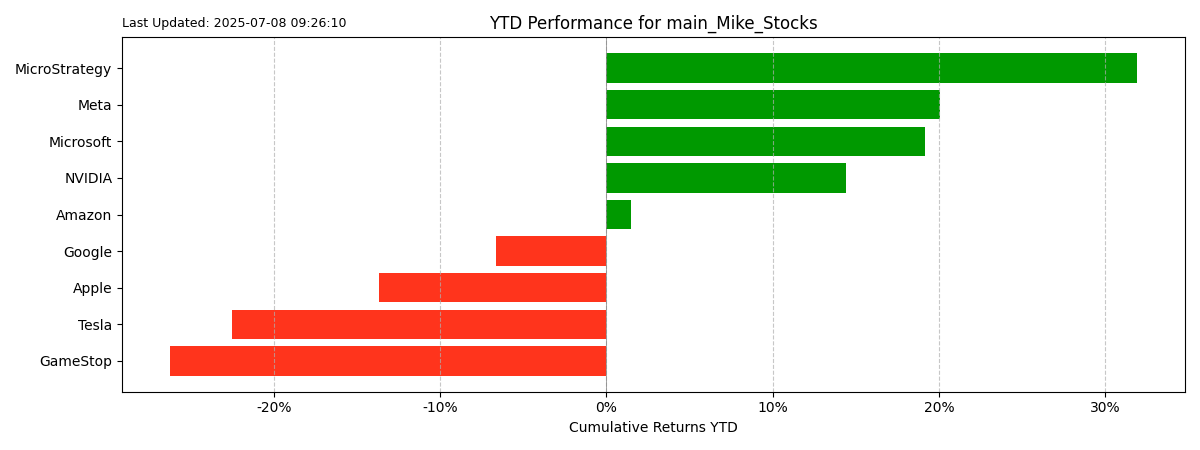 Last Updated: 2025-07-08 09:26:10
YTD Performance for main_Mike_Stocks
MicroStrategy
Meta
Microsoft
NVIDIA
Amazon
Google
Apple
Tesla
GameStop
-20% -10% 0% 10% 20% 30%
Cumulative Returns YTD